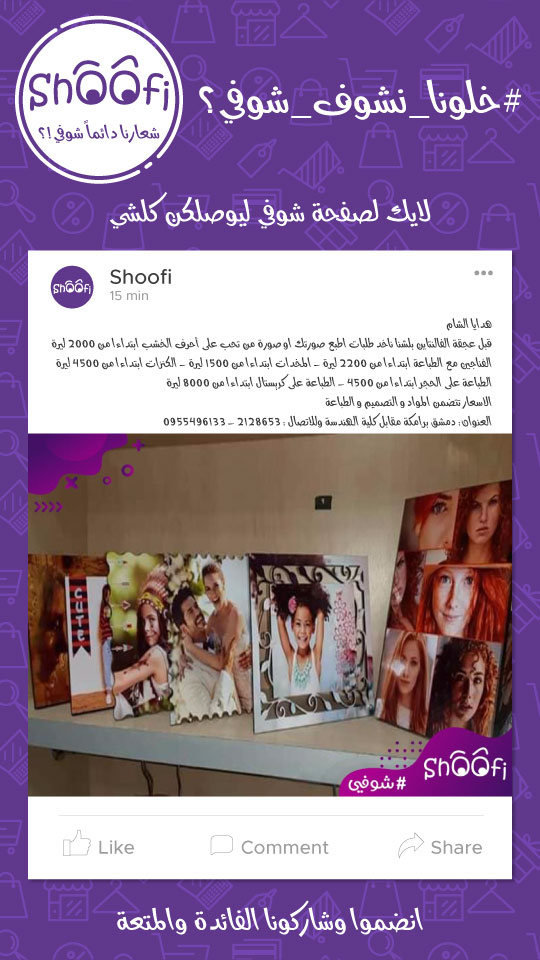 Shoofi
شعارنا دائماً شوفي!؟
#خلونا_نشوف_شوفي؟
لايك لصفحة شوفي ليوصلكن كلشي
Shoofi
Shoofi
15 min
هدايا الشام
قبل عجقة الفالنتاين بلشنا ناخد طلبات اطبع صورتك او صورة من تحب على أحرف الخشب ابتداءا من 2000 ليرة
الفناجين مع الطباعة ابتداءا من 2200 ليرة – المخدات ابتداءا من 1500 ليرة – الكنزات ابتداءا من 4500 ليرة
الطباعة على الحجر ابتداءا من 4500 – الطباعة على كريستال ابتداءا من 8000 ليرة
الاسعار تتضمن المواد و التصميم و الطباعة
العنوان : دمشق برامكة مقابل كلية الهندسة وللاتصال : 2128653 – 0955496133
1
CUTE
Shoofi
#شوفي
Like
Comment
Share
انضموا وشاركونا الفائدة والمتعة